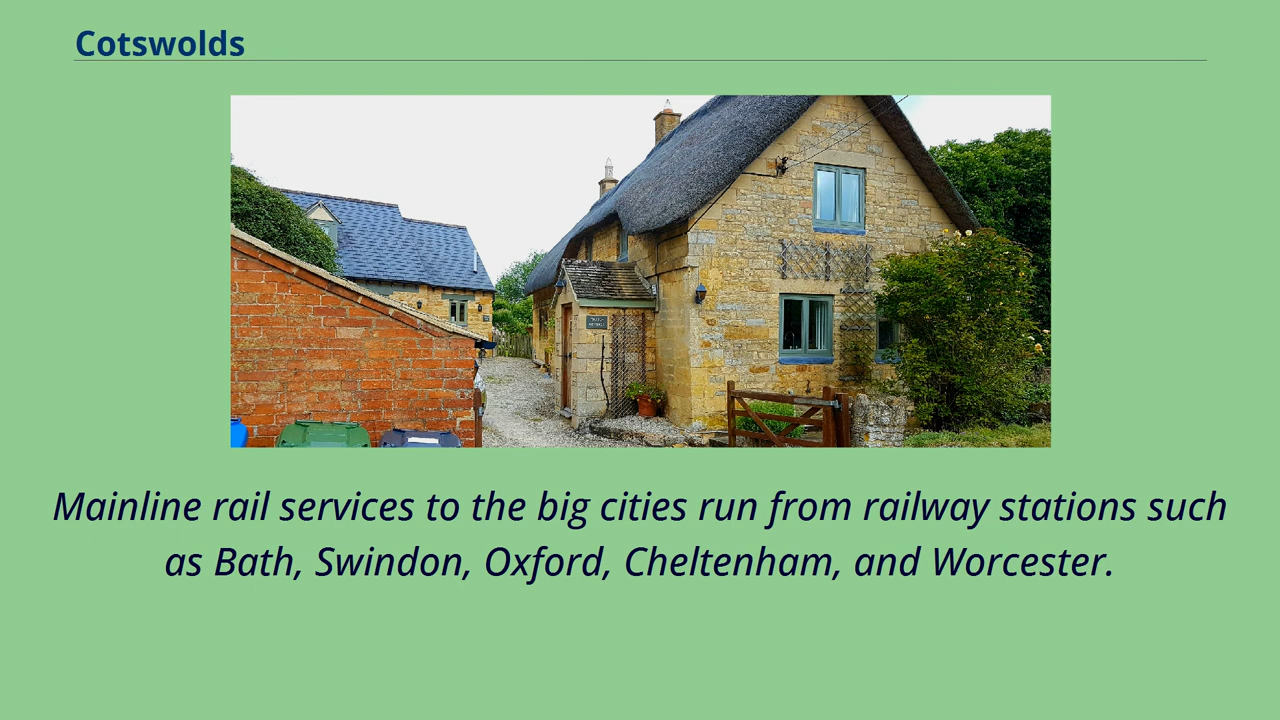 Cotswolds
Mainline rail services to the big cities run from railway stations such
as Bath, Swindon, Oxford, Cheltenham, and Worcester.